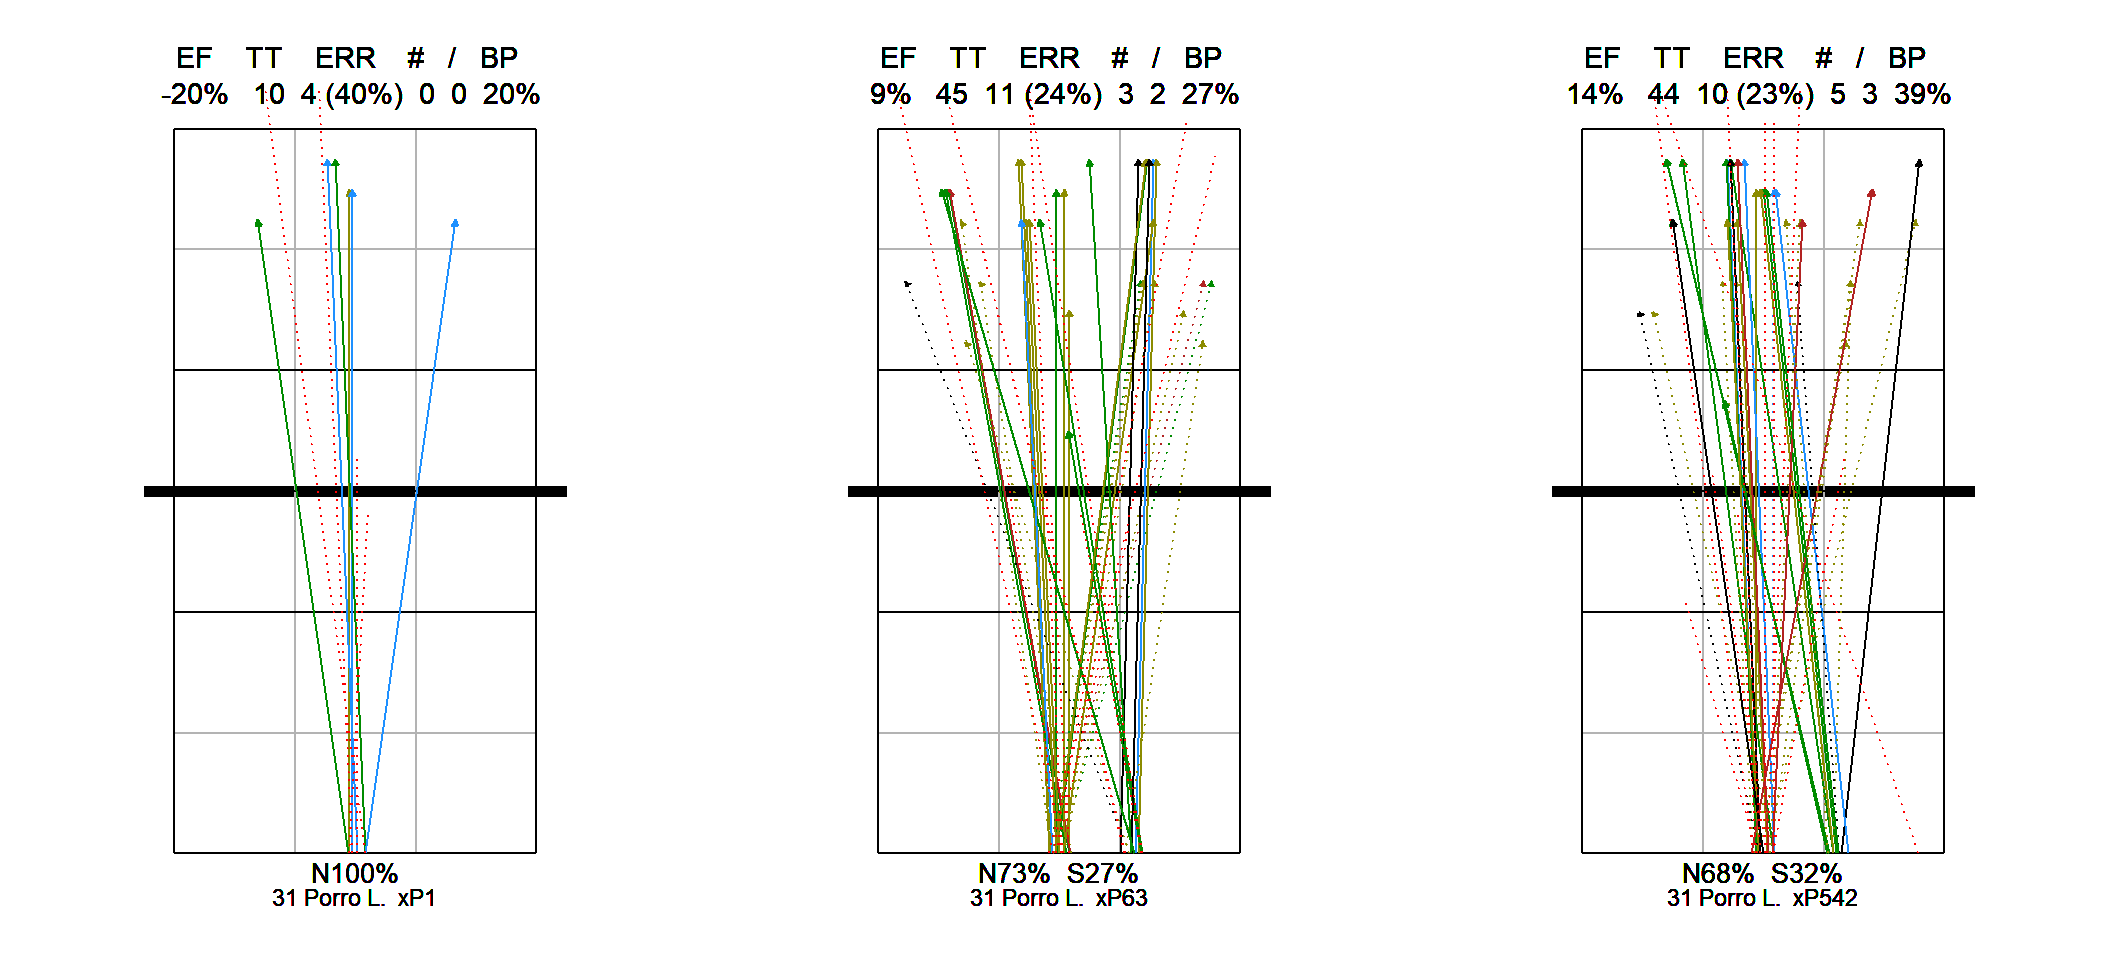 EF TT ERR # / BP
-20% 10 4 (40%) 0 0 20%
N100%
31 Porro L. xP1
EF TT ERR # / BP
9% 45 11 (24%) 3 2 27%
N73% S27%
31 Porro L. xP63
EF TT ERR # / BP
14% 44 10 (23%) 5 3 39%
N68% S32%
31 Porro L. xP542